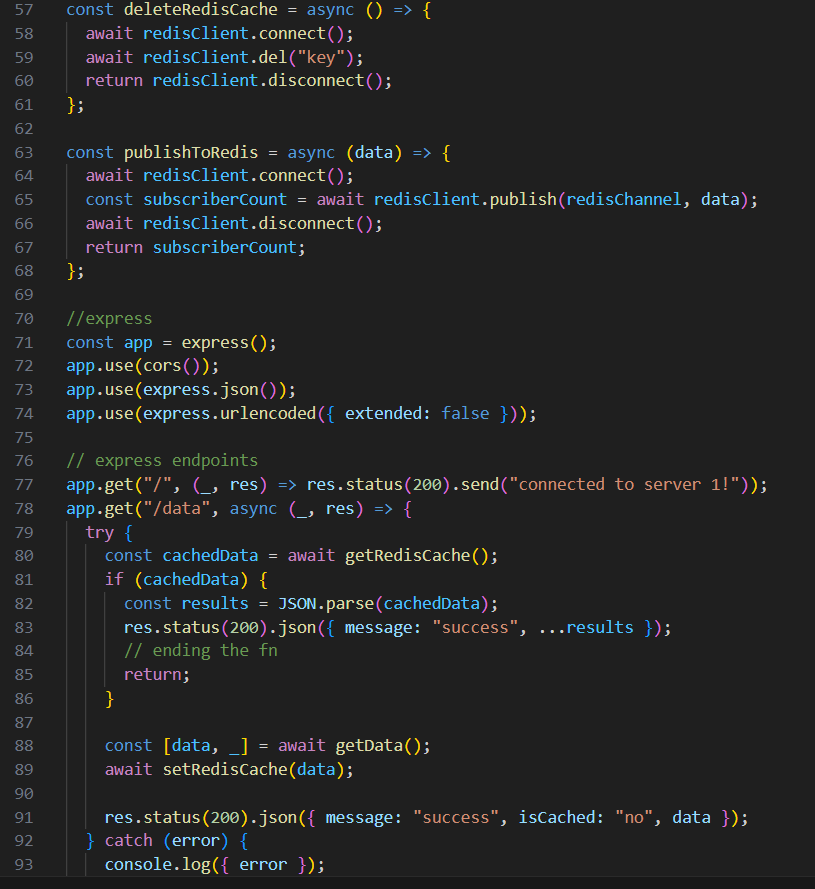 57 const deleteRedisCache = async () => {
58 await redisClient.connect();
59 await redisClient.del("key");
60 return redisClient.disconnect();
61 };
62
63 const publishToRedis = async (data) => {
64 await redisClient.connect();
65 const subscriberCount = await redisClient.publish(redisChannel, data);
66 await redisClient.disconnect();
67 return subscriberCount;
68 };
69
70 //express
71 const app = express();
72 app.use(cors());
73 app.use(express.json());
74 app.use(express.urlencoded({ extended: false }));
75
76 // express endpoints
77 app.get("/", (_, res) => res.status(200).send("connected to server 1!"));
78 app.get("/data", async (_, res) => {
79 try {
80 const cachedData = await getRedisCache();
81 if (cachedData) {
82 const results = JSON.parse(cachedData);
83 res.status(200).json({ message: "success", ...results });
84 // ending the fn
85 return;
86 }
87
88 const [data, _] = await getData();
89 await setRedisCache(data);
90
91 res.status(200).json({ message: "success", isCached: "no", data });
92 } catch (error) {
93 console.log({ error });